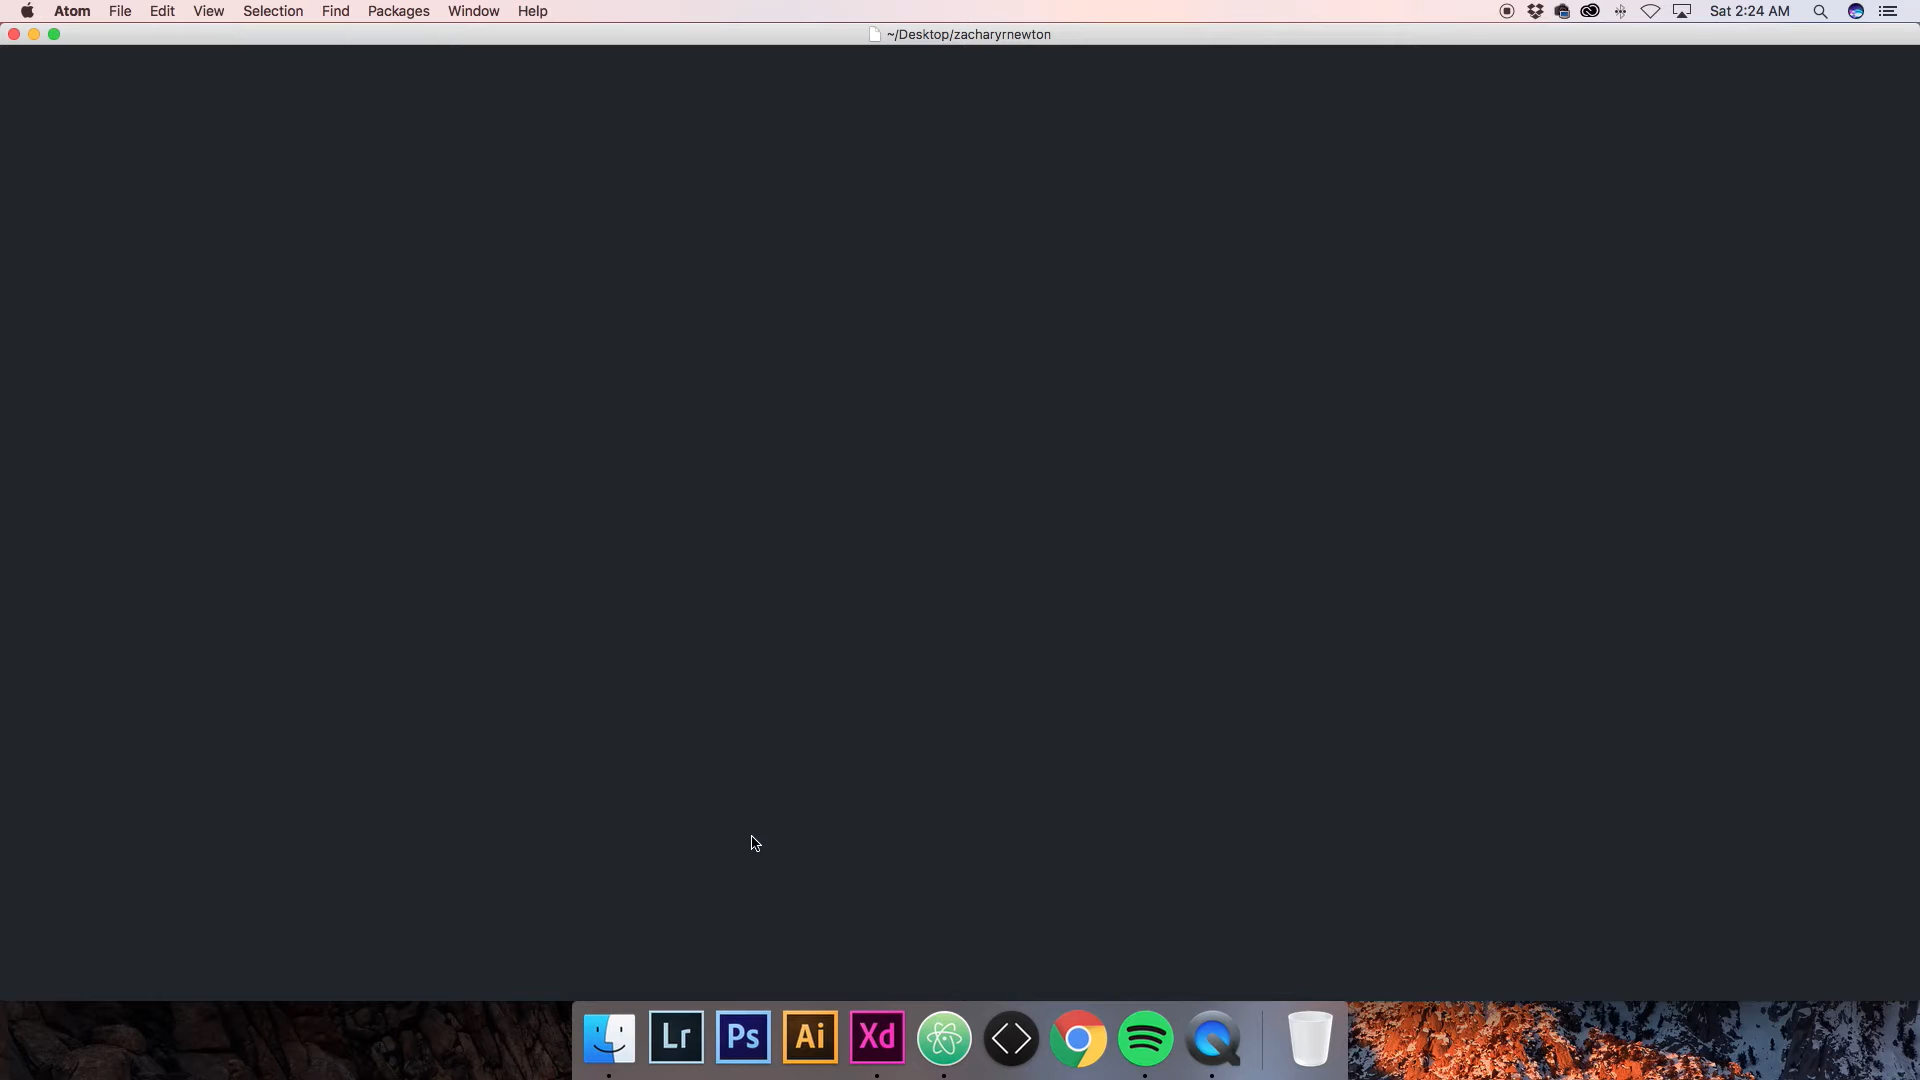 Atom File Edit View Selection Find Packages Window Help Sat 2:24 AM
~/Desktop/zacharyrnewton
Lr Ps Ai Xd